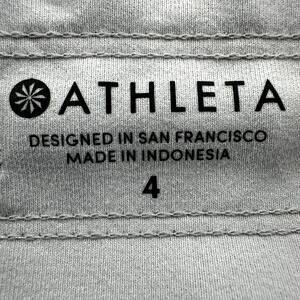 ATHLETA
DESIGNED IN SAN FRANCISCO
MADE IN INDONESIA
4